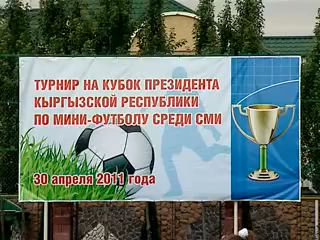 ТУРНИР НА КУБОК ПРЕЗИДЕНТА
КЫРГЫЗСКОЙ РЕСПУБЛИКИ
ПО МИНИ-ФУТБОЛУ СРЕДИ СМИ
30 апреля 2011 года